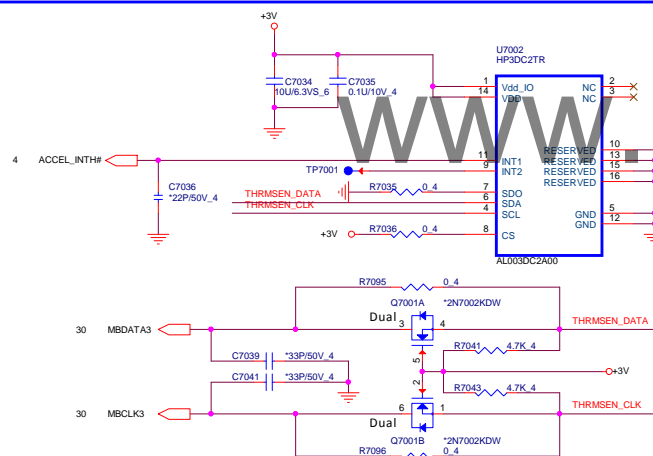 +3V
U7002
HP3DC2TR
C7034
10U/6.3VS_6
C7035
0.1U/10V_4
1 Vdd_IO NC 2
14 VDD NC 3
WWW.
4 ACCEL_INTH#
RESERVED 10
11 INT1 RESERVED 13
TP7001 9 INT2 RESERVED 15
RESERVED 16
C7036
*22P/50V_4
THRMSEN_DATA
THRMSEN_CLK
R7035 0_4 7 SDO
6 SDA
4 SCL GND 5
GND 12
+3V R7036 0_4 8 CS
AL003DC2A00
R7095 0_4
Q7001A *2N7002KDW
Dual 3 4
30 MBDATA3
THRMSEN_DATA
5
R7041 4.7K_4
C7039 *33P/50V_4
+3V
C7041 *33P/50V_4
2
R7043 4.7K_4
30 MBCLK3
6 1
THRMSEN_CLK
Dual
Q7001B *2N7002KDW
R7096 0_4